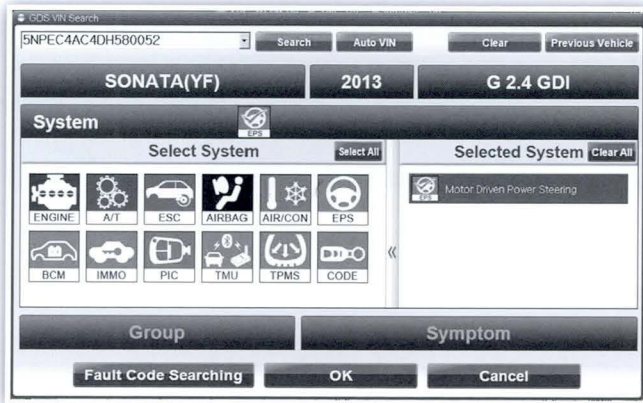 GDS VIN Search
5NPEC4AC4DH580052 Search Auto VIN Clear Previous Vehicle
SONATA(YF) 2013 G 2.4 GDI
System EPS
Select System Select All Selected System Clear All
EPS Motor Driven Power Steering
ENGINE A/T ESC AIRBAG AIR/CON EPS
BCM IMMO PIC TMU TPMS CODE
«
Group Symptom
Fault Code Searching OK Cancel